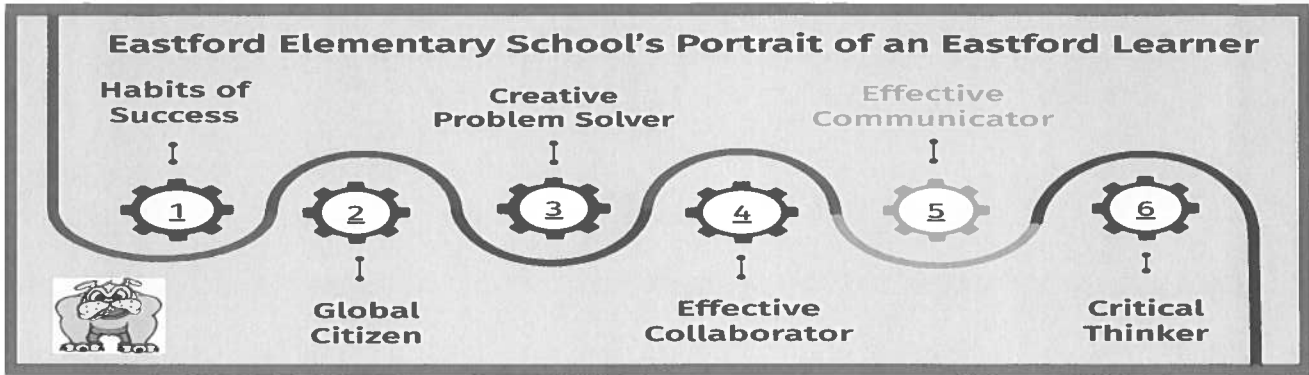 Eastford Elementary School's Portrait of an Eastford Learner
Habits of
Success
1
Global
Citizen
2
Creative
Problem Solver
3
Effective
Collaborator
4
Effective
Communicator
5
Critical
Thinker
6